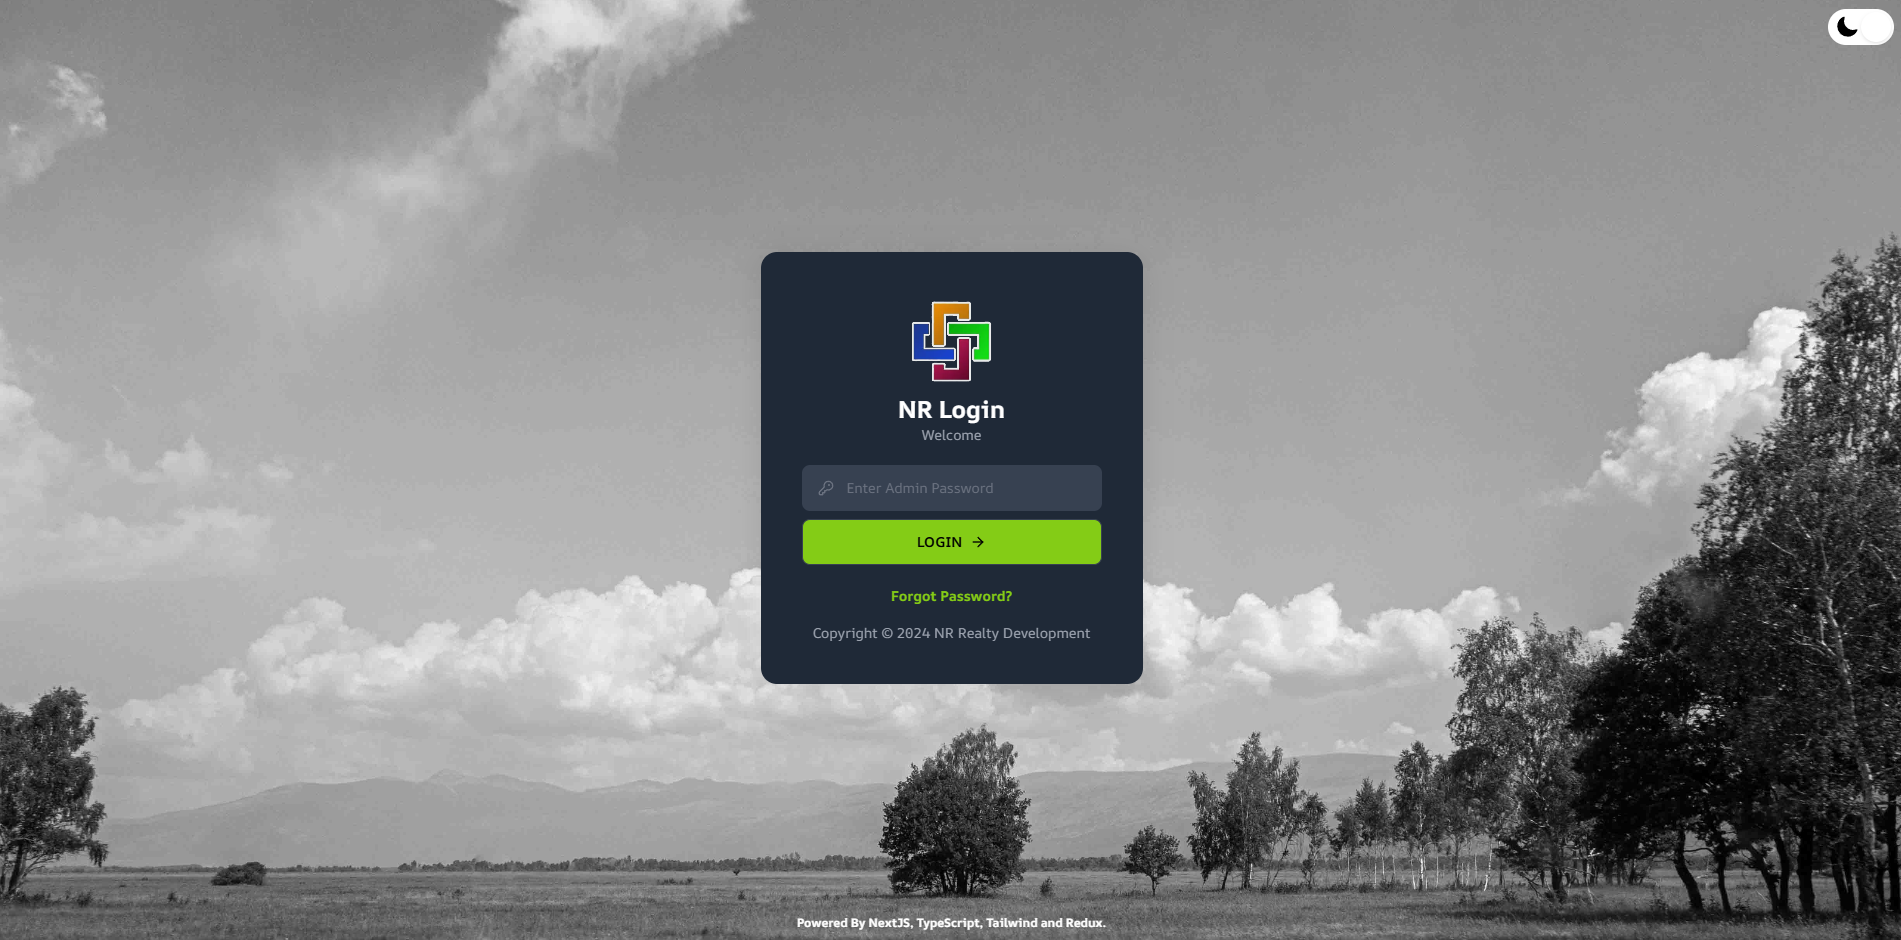 NR Login
Welcome
Enter Admin Password
LOGIN
Forgot Password?
Copyright © 2024 NR Realty Development
Powered By NextJS, TypeScript, Tailwind and Redux.